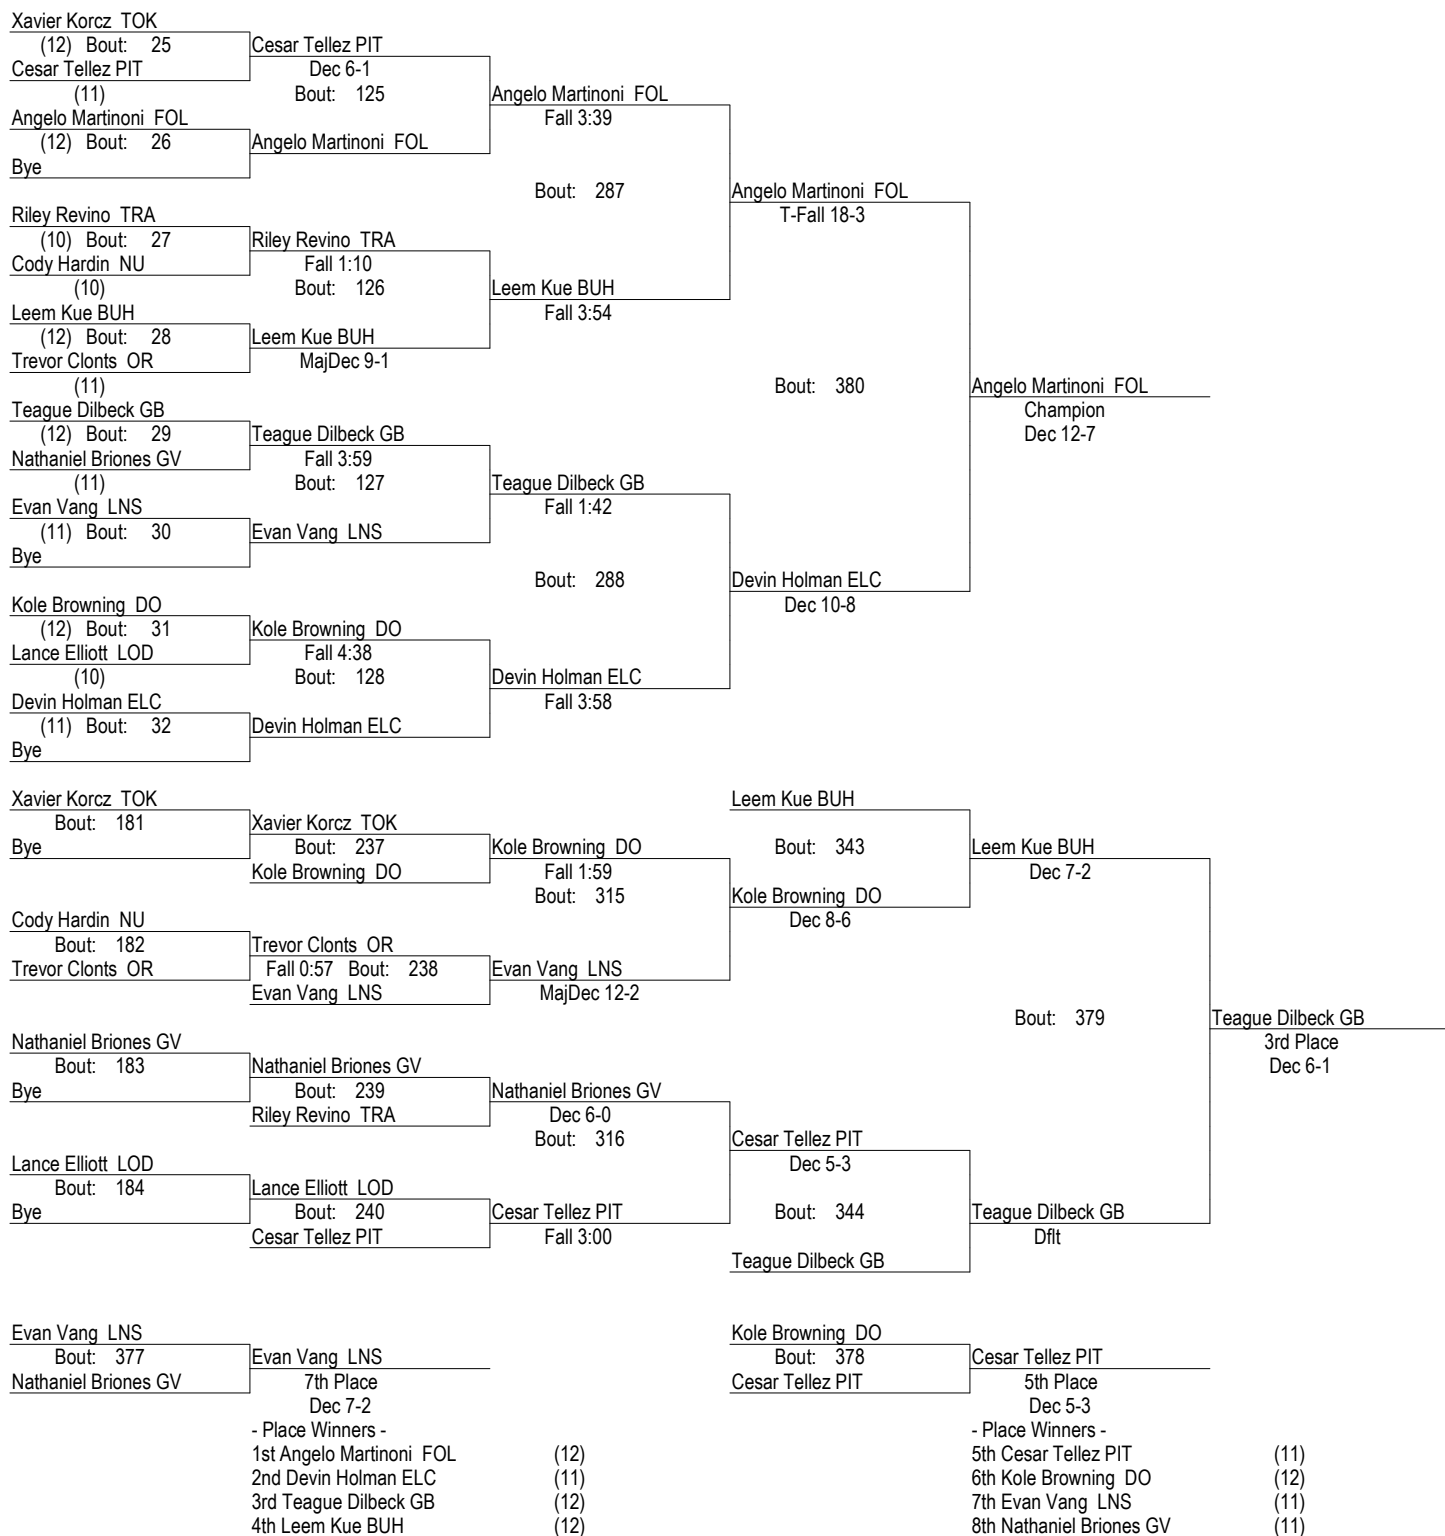 Xavier Korcz TOK
(12) Bout: 25 Cesar Tellez PIT
Cesar Tellez PIT Dec 6-1
(11) Bout: 125 Angelo Martinoni FOL
Angelo Martinoni FOL Fall 3:39
(12) Bout: 26 Angelo Martinoni FOL
Bye
Bout: 287 Angelo Martinoni FOL
Riley Revino TRA T-Fall 18-3
(10) Bout: 27 Riley Revino TRA
Cody Hardin NU Fall 1:10
(10) Bout: 126 Leem Kue BUH
Leem Kue BUH Fall 3:54
(12) Bout: 28 Leem Kue BUH
Trevor Clonts OR MajDec 9-1
(11) Bout: 380 Angelo Martinoni FOL
Teague Dilbeck GB Champion
(12) Bout: 29 Teague Dilbeck GB Dec 12-7
Nathaniel Briones GV Fall 3:59
(11) Bout: 127 Teague Dilbeck GB
Evan Vang LNS Fall 1:42
(11) Bout: 30 Evan Vang LNS
Bye
Bout: 288 Devin Holman ELC
Kole Browning DO Dec 10-8
(12) Bout: 31 Kole Browning DO
Lance Elliott LOD Fall 4:38
(10) Bout: 128 Devin Holman ELC
Devin Holman ELC Fall 3:58
(11) Bout: 32 Devin Holman ELC
Bye
Xavier Korcz TOK Leem Kue BUH
Bout: 181 Xavier Korcz TOK
Bye Bout: 237 Kole Browning DO Bout: 343 Leem Kue BUH
Kole Browning DO Fall 1:59 Dec 7-2
Bout: 315 Kole Browning DO
Cody Hardin NU Dec 8-6
Bout: 182 Trevor Clonts OR
Trevor Clonts OR Fall 0:57 Bout: 238 Evan Vang LNS
Evan Vang LNS MajDec 12-2
Bout: 379 Teague Dilbeck GB
Nathaniel Briones GV 3rd Place
Bout: 183 Nathaniel Briones GV Dec 6-1
Bye Bout: 239 Nathaniel Briones GV
Riley Revino TRA Dec 6-0
Bout: 316 Cesar Tellez PIT
Lance Elliott LOD Dec 5-3
Bout: 184 Lance Elliott LOD
Bye Bout: 240 Cesar Tellez PIT Bout: 344 Teague Dilbeck GB
Cesar Tellez PIT Fall 3:00 Dflt
Teague Dilbeck GB
Evan Vang LNS Kole Browning DO
Bout: 377 Evan Vang LNS Bout: 378 Cesar Tellez PIT
Nathaniel Briones GV 7th Place Cesar Tellez PIT 5th Place
Dec 7-2 Dec 5-3
- Place Winners - - Place Winners -
1st Angelo Martinoni FOL (12) 5th Cesar Tellez PIT (11)
2nd Devin Holman ELC (11) 6th Kole Browning DO (12)
3rd Teague Dilbeck GB (12) 7th Evan Vang LNS (11)
4th Leem Kue BUH (12) 8th Nathaniel Briones GV (11)